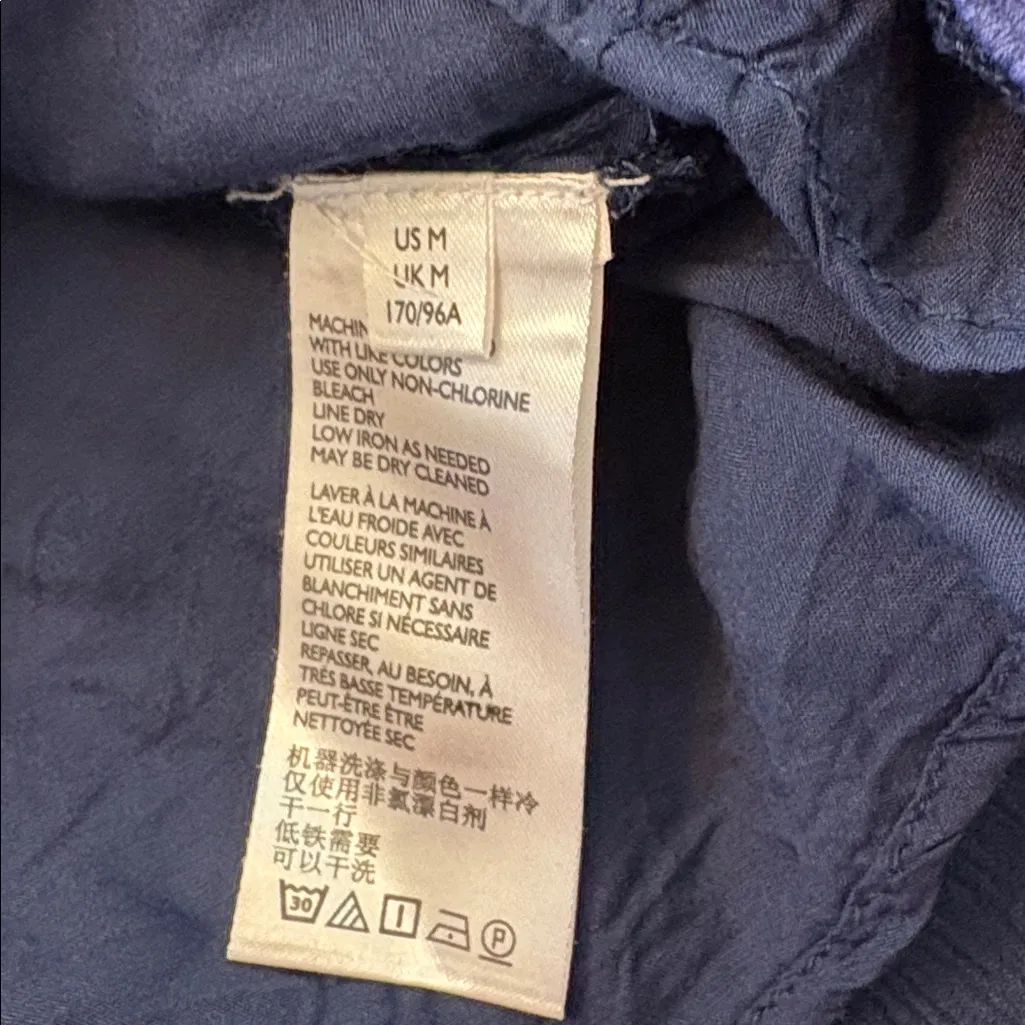 US M
UK M
170/96A
MACHIN
WITH LIKE COLORS
USE ONLY NON-CHLORINE
BLEACH
LINE DRY
LOW IRON AS NEEDED
MAY BE DRY CLEANED
LAVER À LA MACHINE À
L'EAU FROIDE AVEC
COULEURS SIMILAIRES
UTILISER UN AGENT DE
BLANCHIMENT SANS
CHLORE SI NÉCESSAIRE
LIGNE SEC
REPASSER, AU BESOIN, À
TRÉS BASSE TEMPÉRATURE
PEUT-ÊTRE ÊTRE
NETTOYÉE SEC
机器洗涤与颜色一样冷
仅使用非氯漂白剂
干一行
低铁需要
可以干洗
30
P